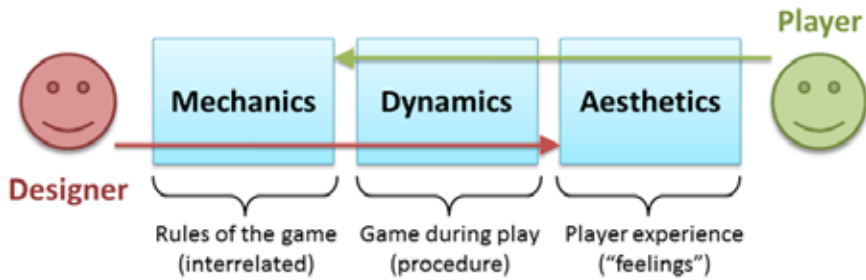 Player
Mechanics
Dynamics
Aesthetics
Designer
Rules of the game
(interrelated)
Game during play
(procedure)
Player experience
(“feelings”)